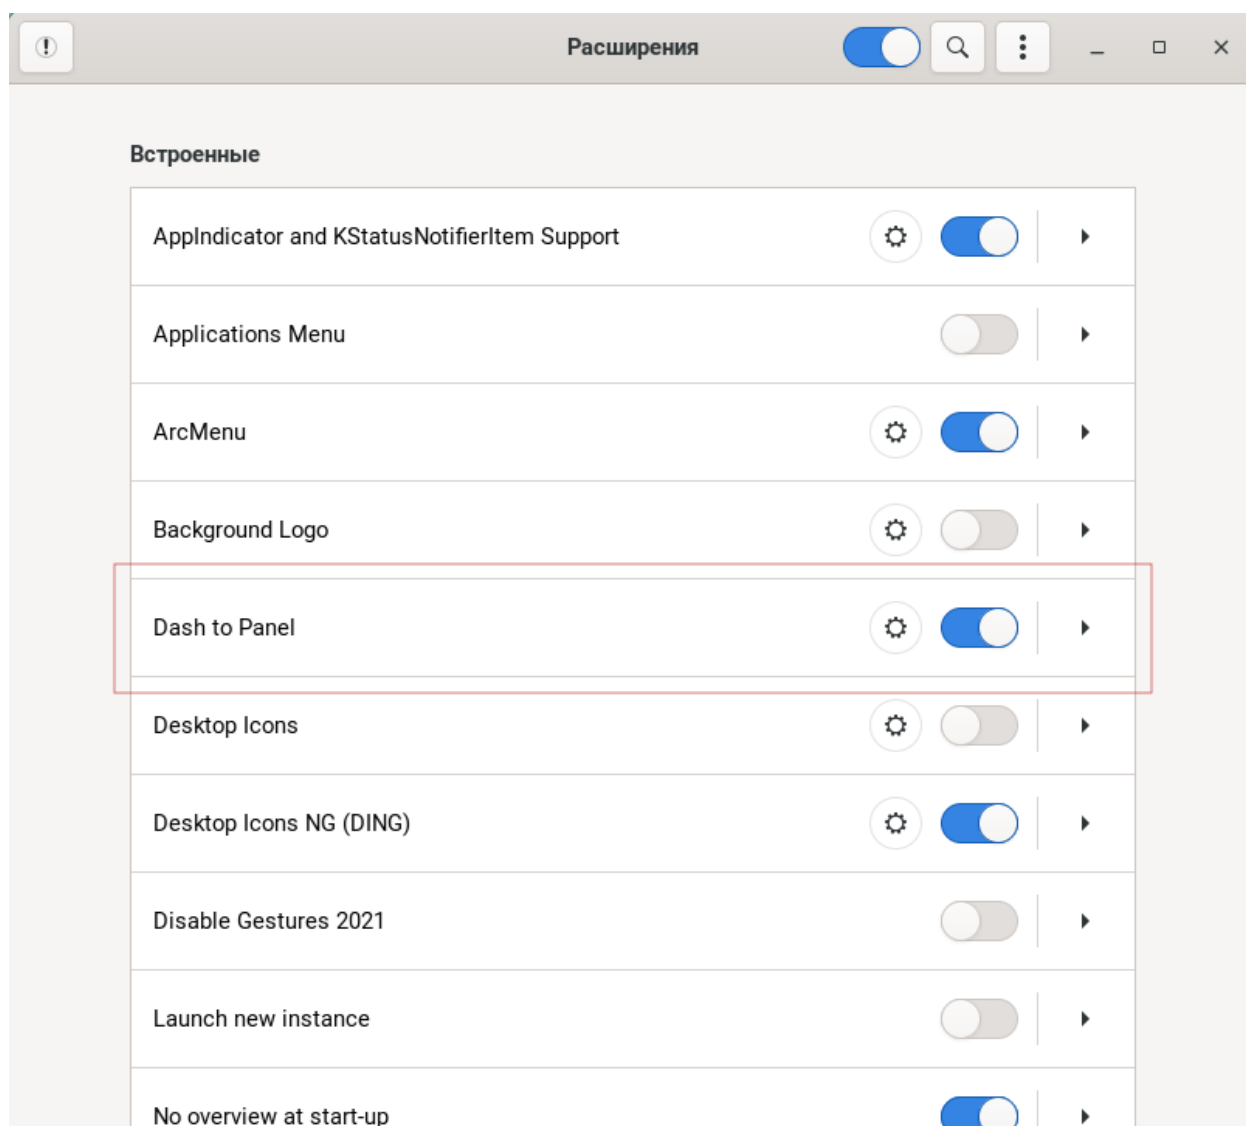 Расширения
Встроенные
AppIndicator and KStatusNotifierItem Support
Applications Menu
ArcMenu
Background Logo
Dash to Panel
Desktop Icons
Desktop Icons NG (DING)
Disable Gestures 2021
Launch new instance
No overview at start-up